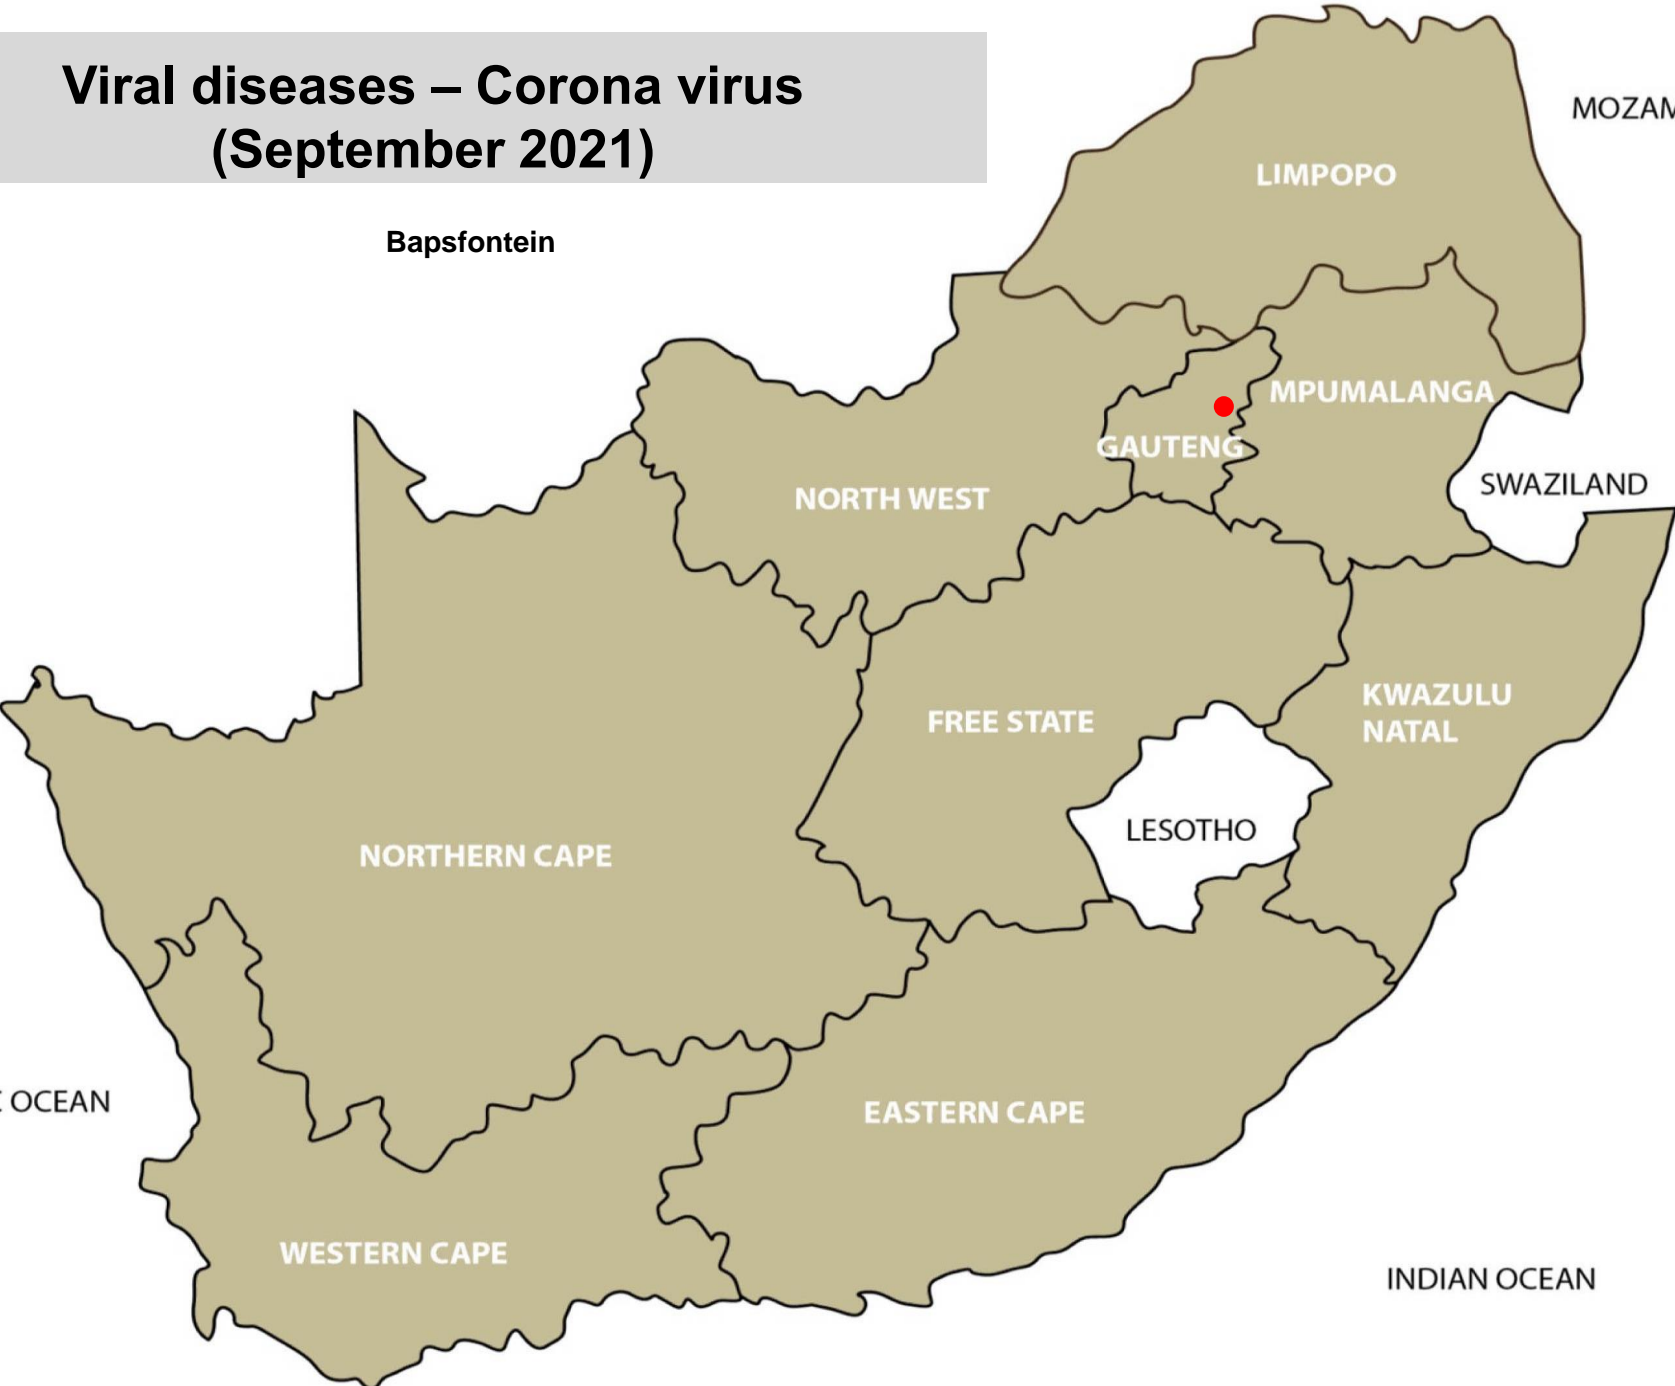 Viral diseases – Corona virus
(September 2021)
Bapsfontein
MOZAM
LIMPOPO
MPUMALANGA
GAUTENG
SWAZILAND
NORTH WEST
KWAZULU
NATAL
FREE STATE
LESOTHO
NORTHERN CAPE
OCEAN
EASTERN CAPE
WESTERN CAPE
INDIAN OCEAN